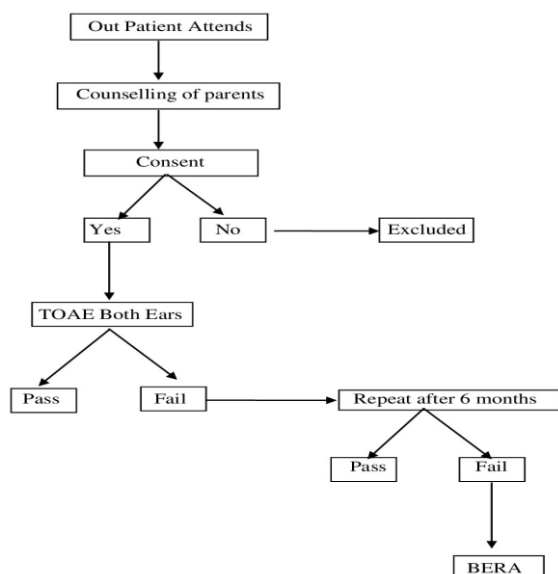 Out Patient Attends
Counselling of parents
Consent
Yes
No
Excluded
TOAE Both Ears
Pass
Fail
Repeat after 6 months
Pass
Fail
BERA